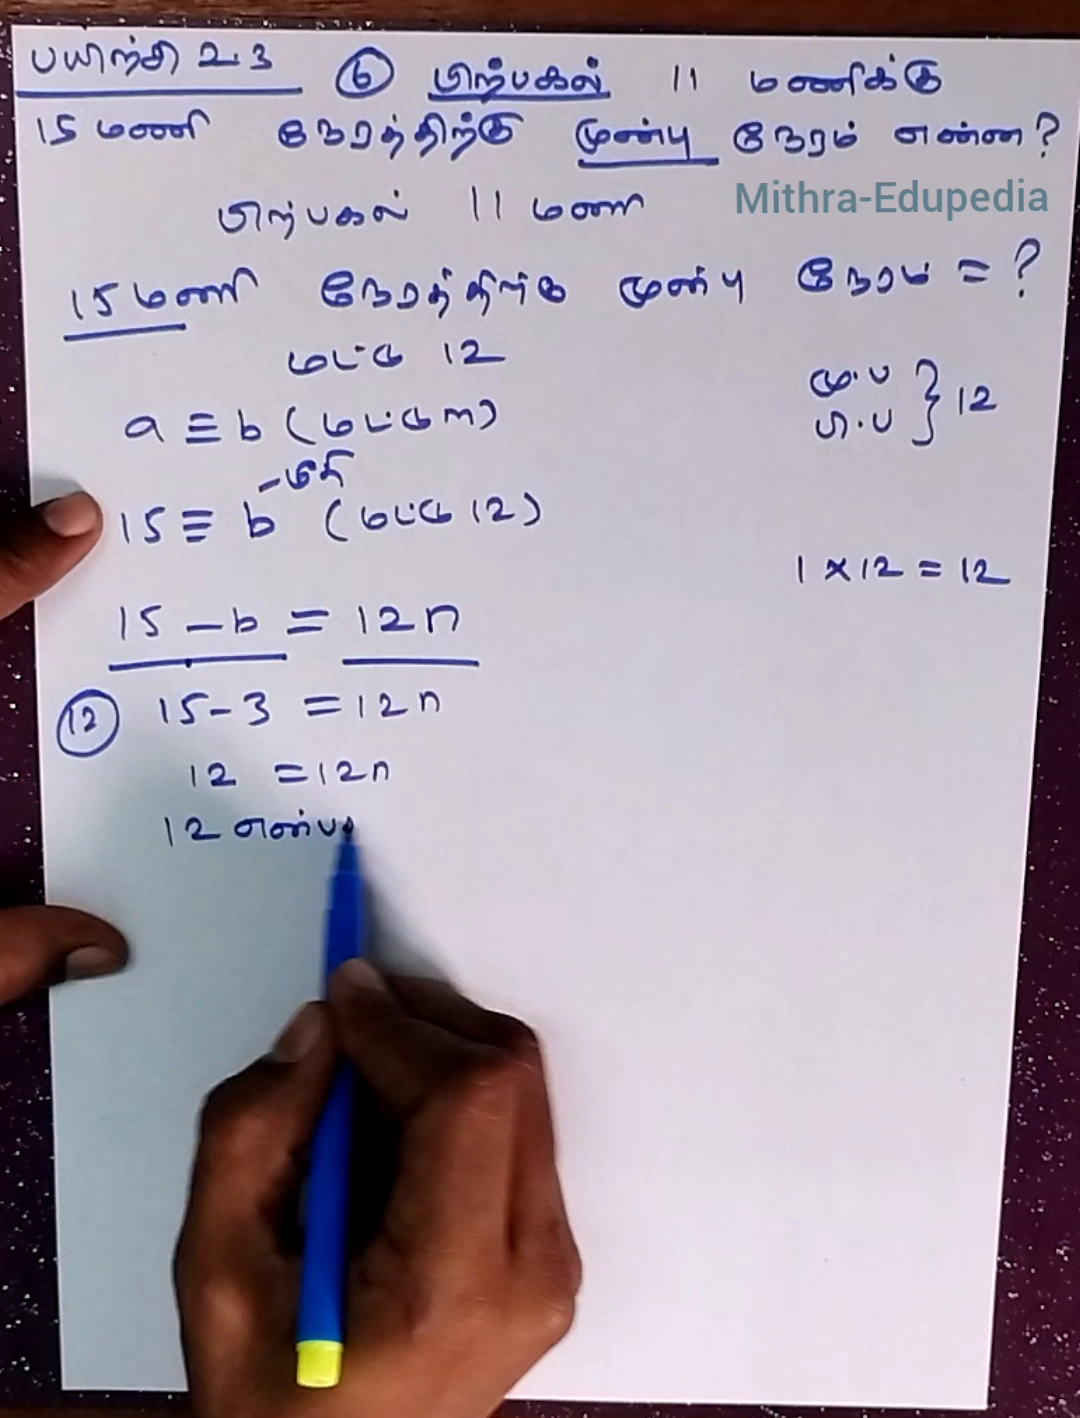 பயிற்சி 2.3 ⑥ பிற்பகல் 11 மணிக்கு
15 மணி நேரத்திற்கு முன்பு நேரம் என்ன?
Mithra-Edupedia
பிற்பகல் 11 மணி
15 மணி நேரத்திற்கு முன்பு நேரம் = ?
மட்டு 12
மு.ப
பி.ப } 12
a ≡ b (மட்டு m)
- மீதி
15 ≡ b (மட்டு 12)
1 × 12 = 12
15 - b = 12n
⑫ 15 - 3 = 12n
12 = 12n
12 என்ப